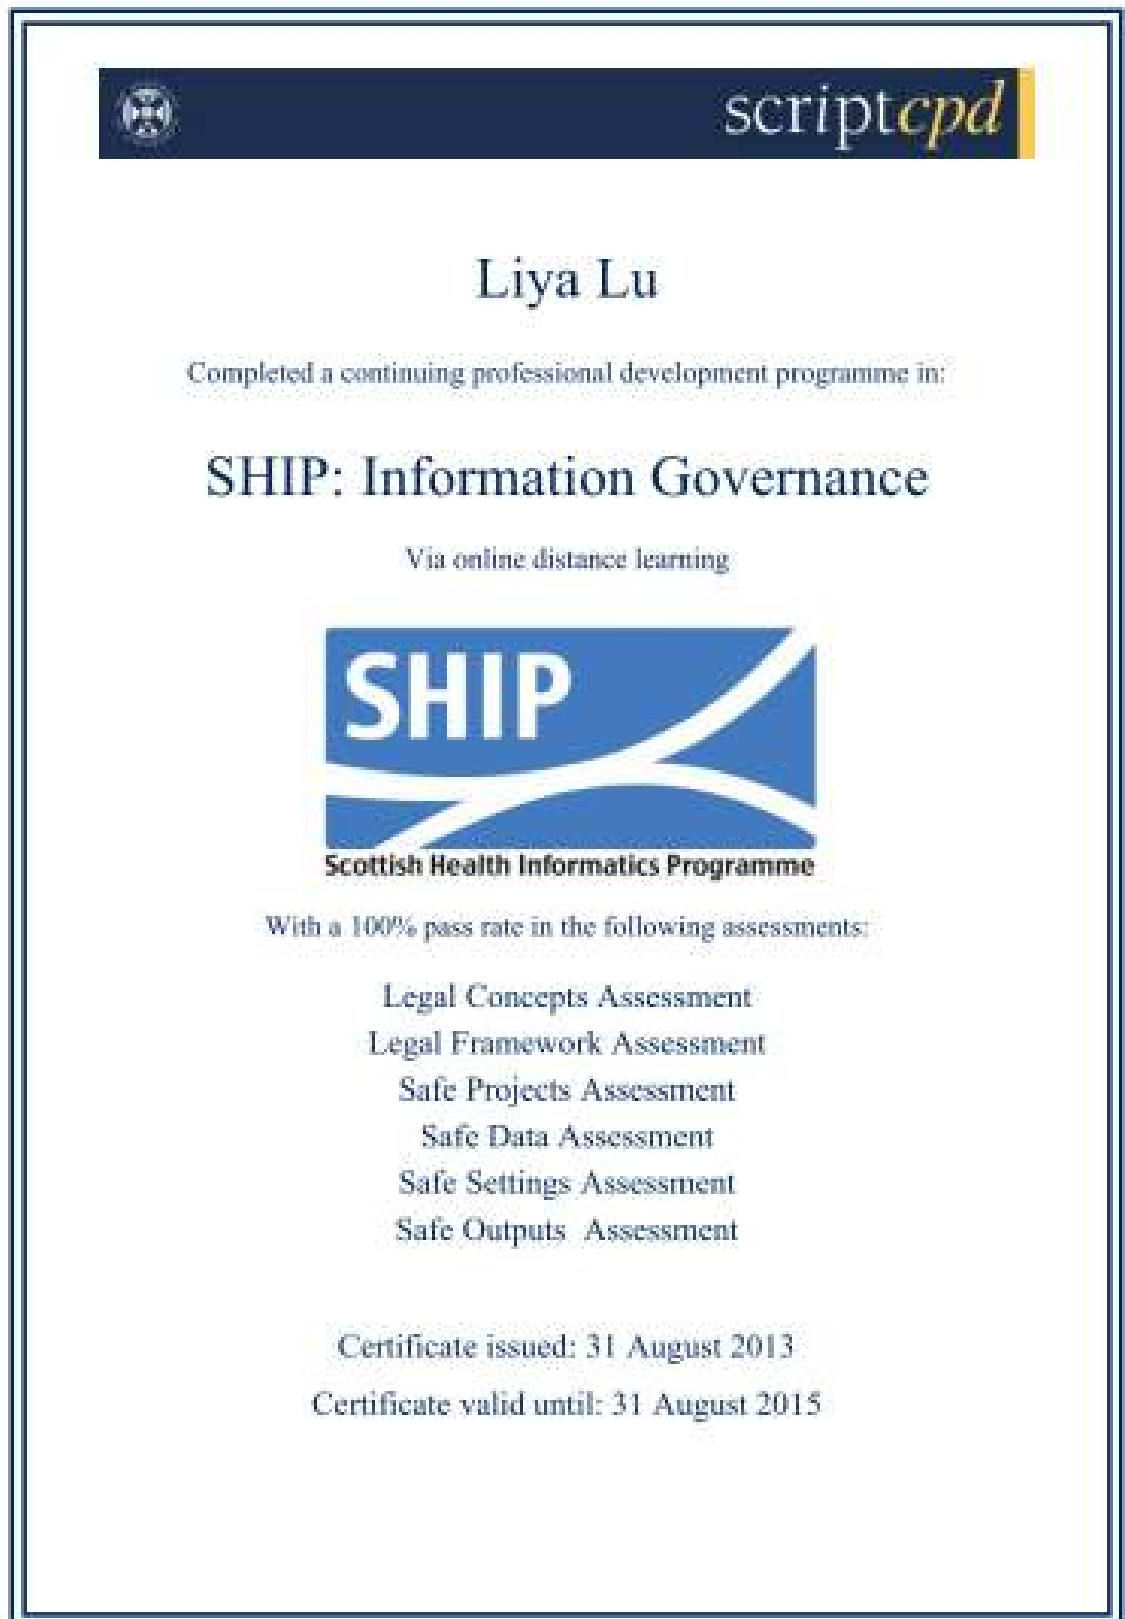 scriptcpd
Liya Lu
Completed a continuing professional development programme in:
SHIP: Information Governance
Via online distance learning
SHIP
Scottish Health Informatics Programme
With a 100% pass rate in the following assessments:
Legal Concepts Assessment
Legal Framework Assessment
Safe Projects Assessment
Safe Data Assessment
Safe Settings Assessment
Safe Outputs  Assessment
Certificate issued: 31 August 2013
Certificate valid until: 31 August 2015